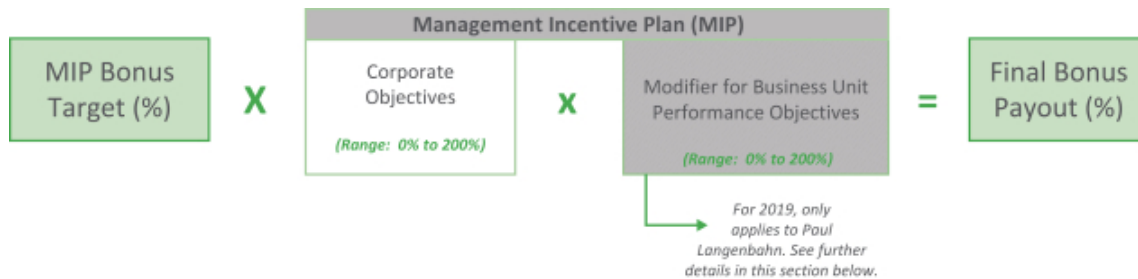 Management Incentive Plan (MIP)
MIP Bonus
Target (%)
X
Corporate
Objectives
(Range: 0% to 200%)
x
Modifier for Business Unit
Performance Objectives
(Range: 0% to 200%)
=
Final Bonus
Payout (%)
For 2019, only
applies to Paul
Langenbahn. See further
details in this section below.